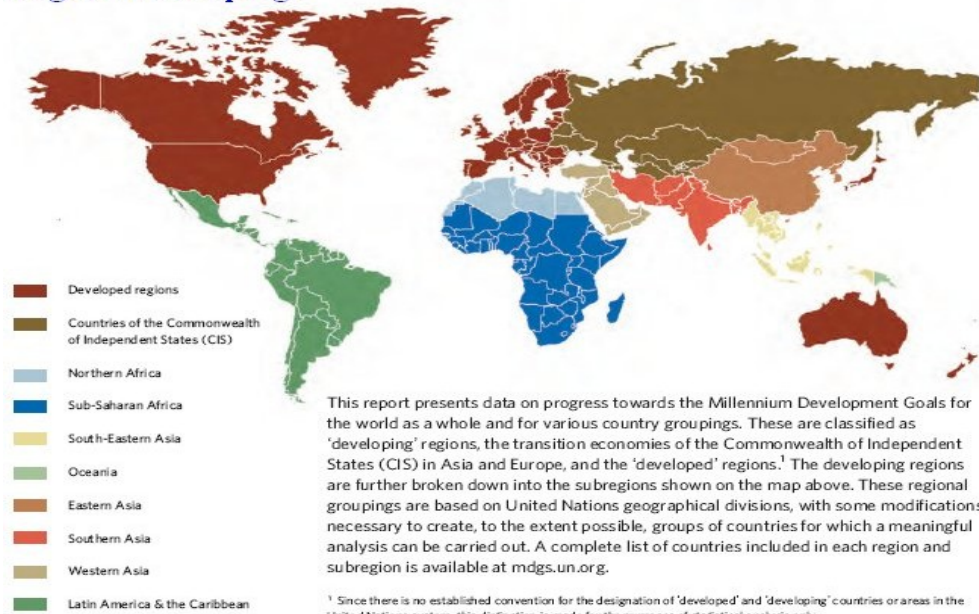 Developed regions
Countries of the Commonwealth
of Independent States (CIS)
Northern Africa
Sub-Saharan Africa
South-Eastern Asia
Oceania
Eastern Asia
Southern Asia
Western Asia
Latin America & the Caribbean
This report presents data on progress towards the Millennium Development Goals for
the world as a whole and for various country groupings. These are classified as
‘developing’ regions, the transition economies of the Commonwealth of Independent
States (CIS) in Asia and Europe, and the ‘developed’ regions.¹ The developing regions
are further broken down into the subregions shown on the map above. These regional
groupings are based on United Nations geographical divisions, with some modifications
necessary to create, to the extent possible, groups of countries for which a meaningful
analysis can be carried out. A complete list of countries included in each region and
subregion is available at mdgs.un.org.
¹ Since there is no established convention for the designation of ‘developed’ and ‘developing’ countries or areas in the